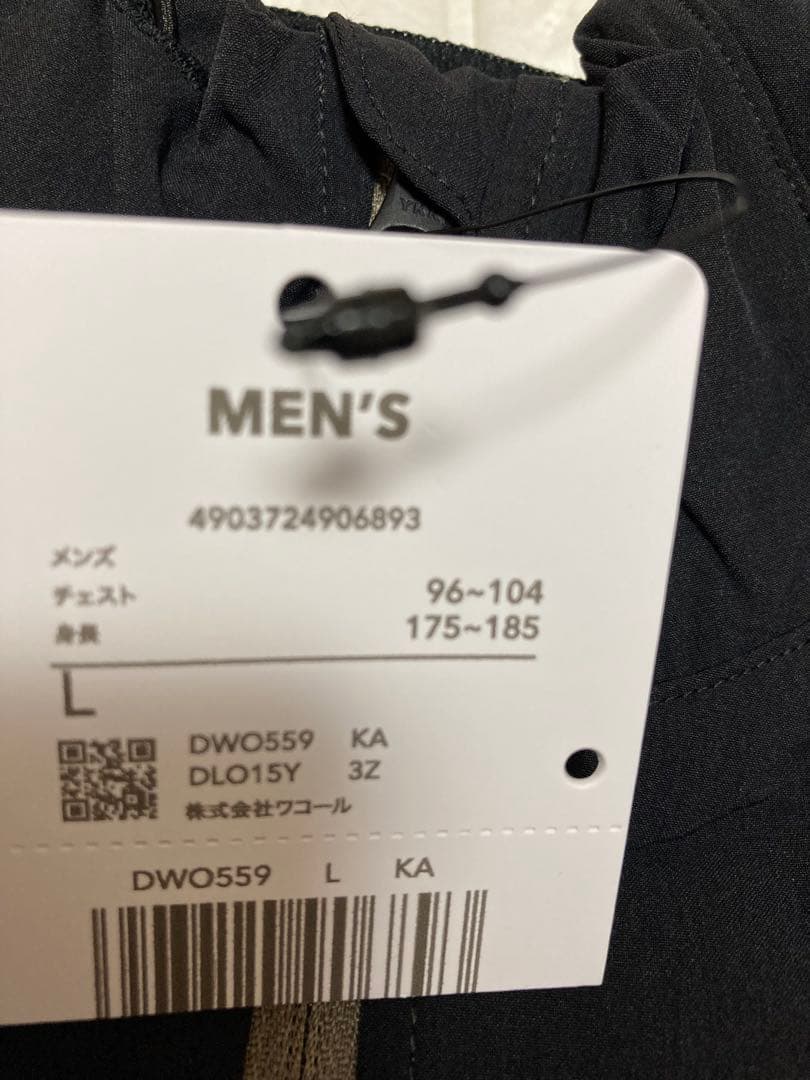 YKK
MEN'S
4903724906893
メンズ
チェスト 96~104
身長 175~185
L
DWO559 KA
DLO15Y 3Z
株式会社ワコール
DWO559 L KA